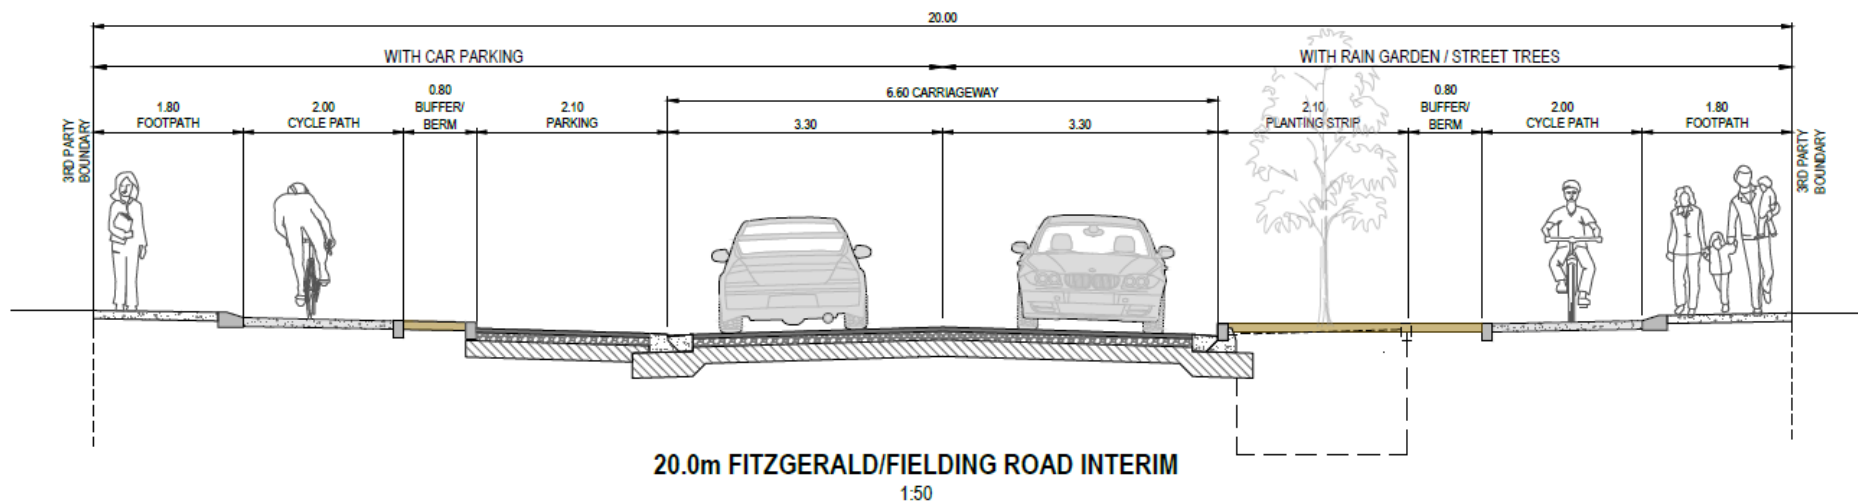 20.00
WITH CAR PARKING
WITH RAIN GARDEN / STREET TREES
6.60 CARRIAGEWAY
3RD PARTY
BOUNDARY
1.80
FOOTPATH
2.00
CYCLE PATH
0.80
BUFFER/
BERM
2.10
PARKING
3.30
3.30
2.10
PLANTING STRIP
0.80
BUFFER/
BERM
2.00
CYCLE PATH
1.80
FOOTPATH
3RD PARTY
BOUNDARY
20.0m FITZGERALD/FIELDING ROAD INTERIM
1:50